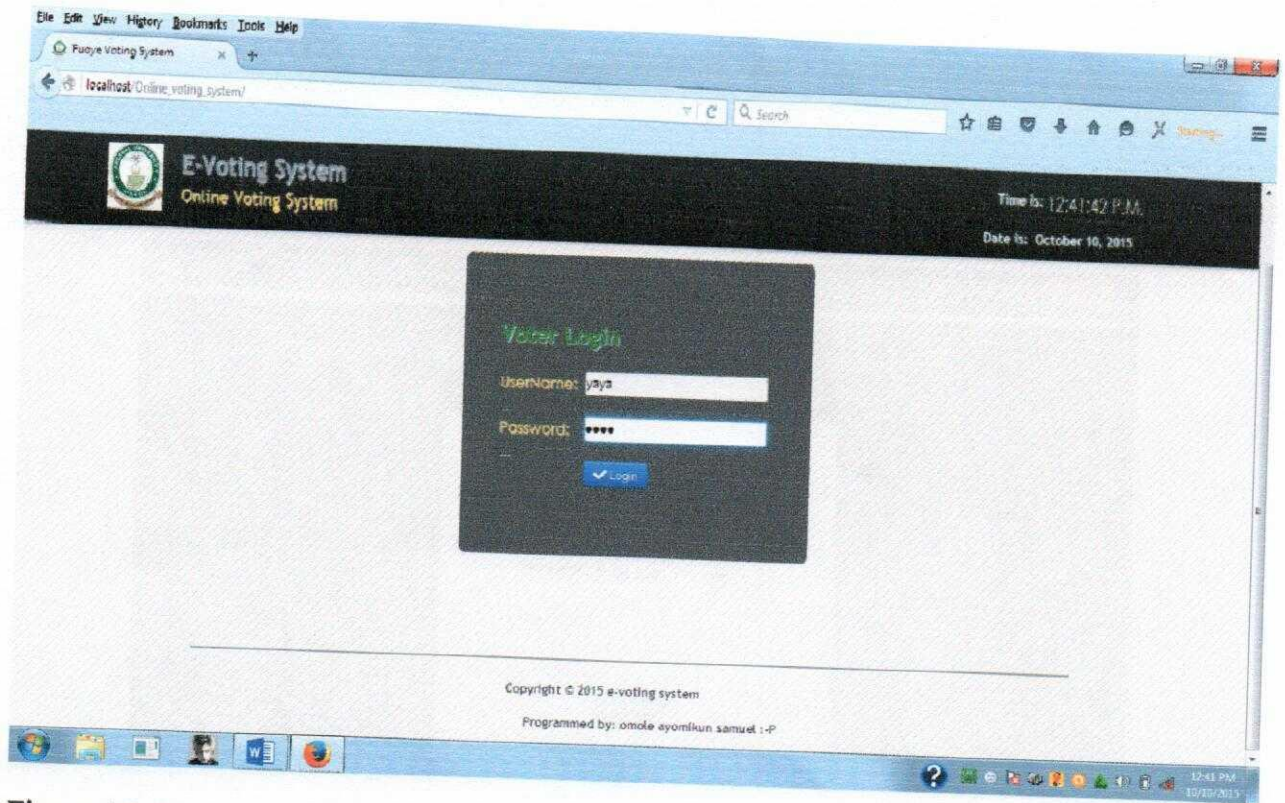 File Edit View History Bookmarks Tools Help
Fuoye Voting System
localhost/Online_voting_system/
Search
E-Voting System
Online Voting System
Time is: 12:41:42 P.M.
Date is: October 10, 2015
Voter Login
UserName: yaya
Password: ••••
Login
Copyright © 2015 e-voting system
Programmed by: omole ayomikun samuel :-P
12:41 PM
10/10/2015